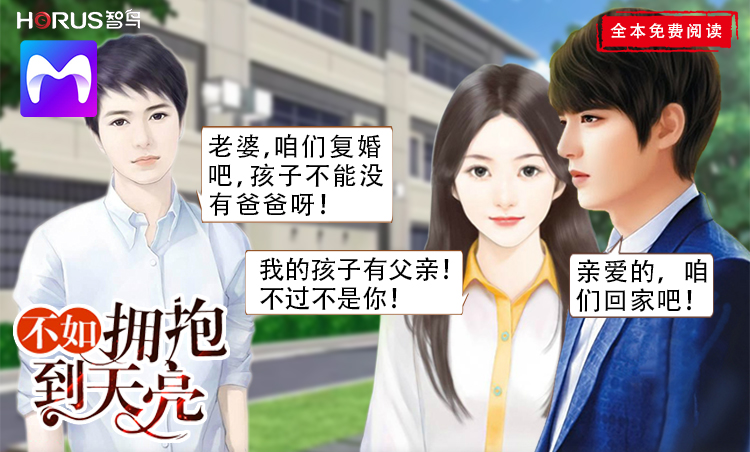 HORUS智鸟
全本免费阅读
老婆,咱们复婚
吧,孩子不能没
有爸爸呀!
我的孩子有父亲!
不过不是你!
亲爱的，咱
们回家吧!
不如拥抱
到天亮